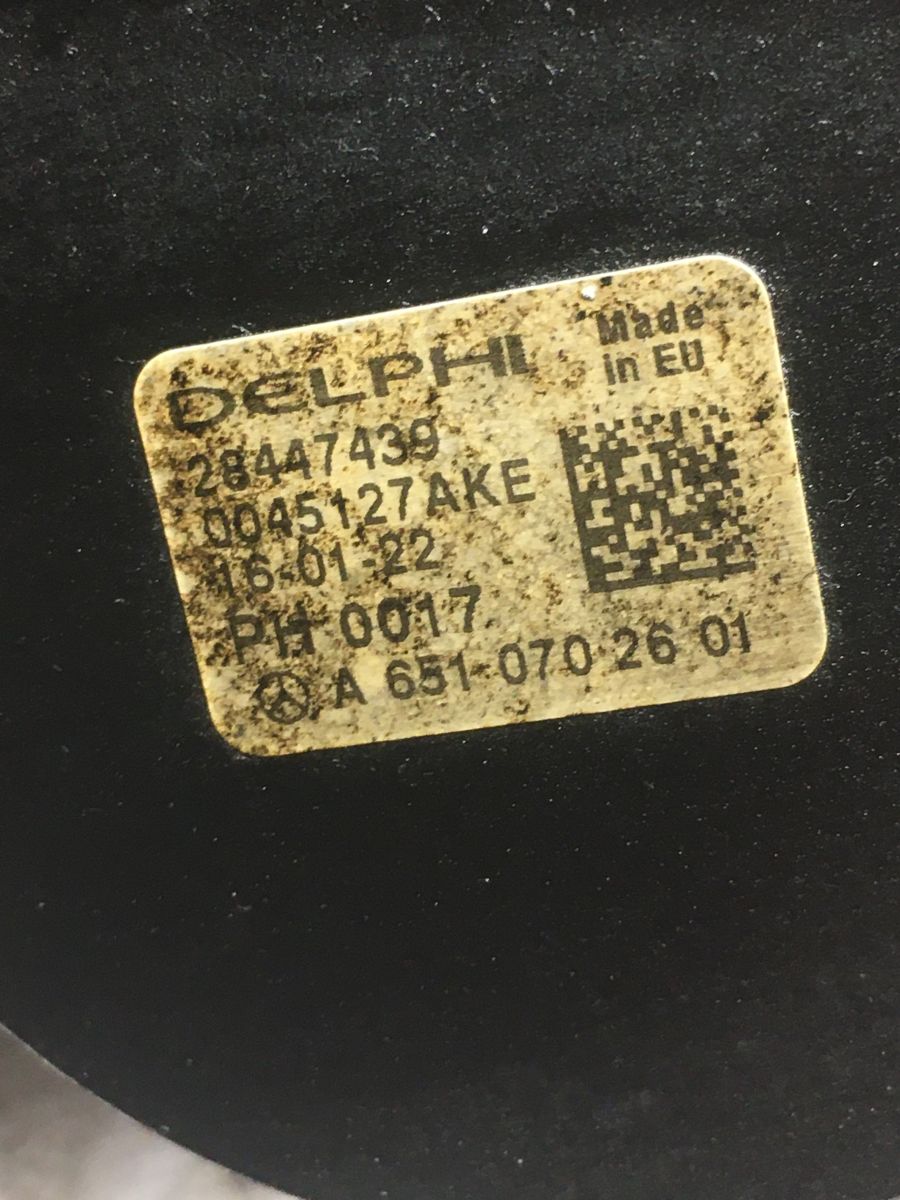 DELPHI
Made
in EU
28447439
0045127AKE
16-01-22
PH 0017
A 651 070 26 01